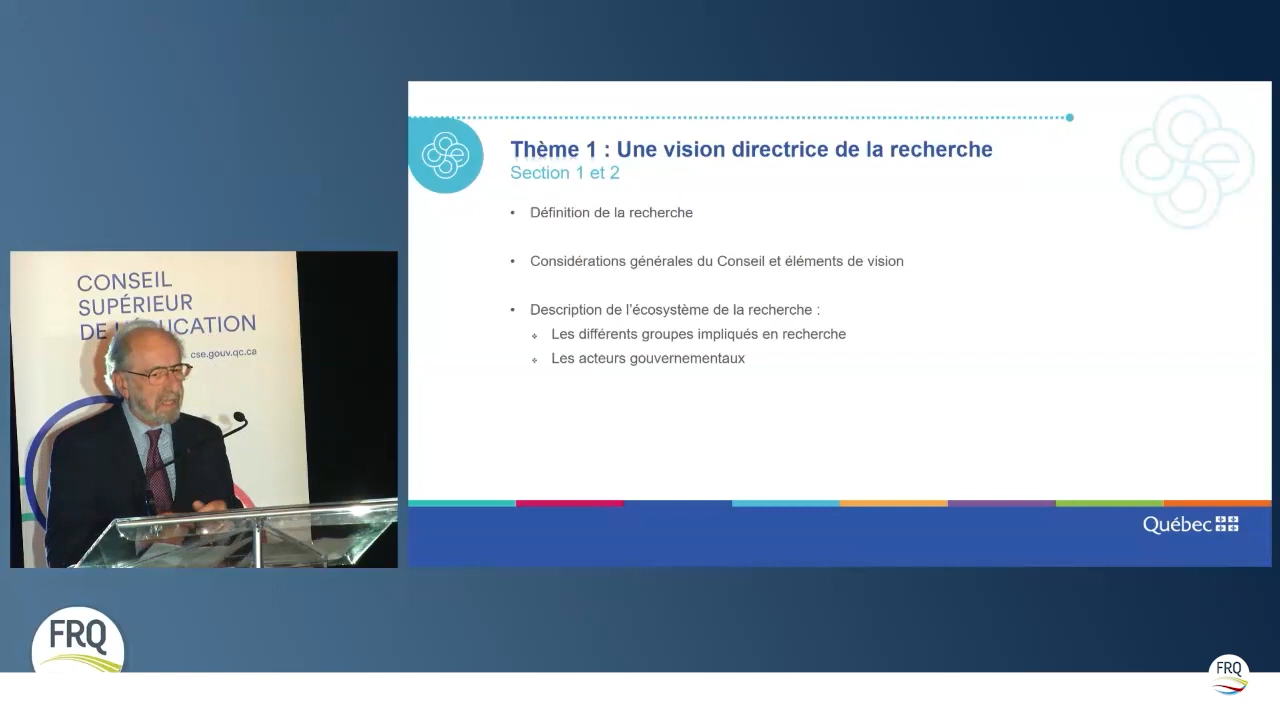 CONSEIL
SUPÉRIEUR
DE L'ÉDUCATION
cse.gouv.qc.ca
Thème 1 : Une vision directrice de la recherche
Section 1 et 2
• Définition de la recherche
• Considérations générales du Conseil et éléments de vision
• Description de l'écosystème de la recherche :
Les différents groupes impliqués en recherche
Les acteurs gouvernementaux
Québec
FRQ
FRQ